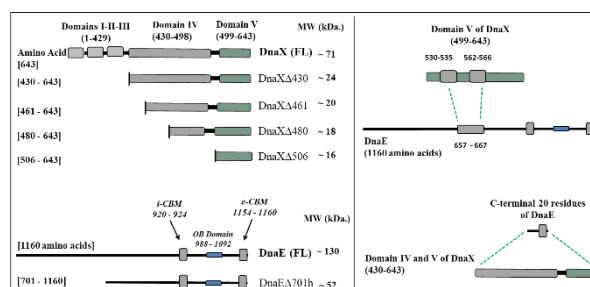 Domains I-II-III
(1-429)
Domain IV
(430-498)
Domain V
(499-643)
MW (kDa.)
Amino Acid
[643]
DnaX (FL)
~ 71
[430 - 643]
DnaXΔ430
~ 24
[461 - 643]
DnaXΔ461
~ 20
[480 - 643]
DnaXΔ480
~ 18
[506 - 643]
DnaXΔ506
~ 16
i-CBM
920 - 924
c-CBM
1154 - 1160
OB Domain
988 - 1092
MW (kDa.)
[1160 amino acids]
DnaE (FL)
~ 130
[701 - 1160]
DnaEΔ701h
~ 52
Domain V of DnaX
(499-643)
530-535
562-566
DnaE
(1160 amino acids)
657 - 667
C-terminal 20 residues
of DnaE
Domain IV and V of DnaX
(430-643)